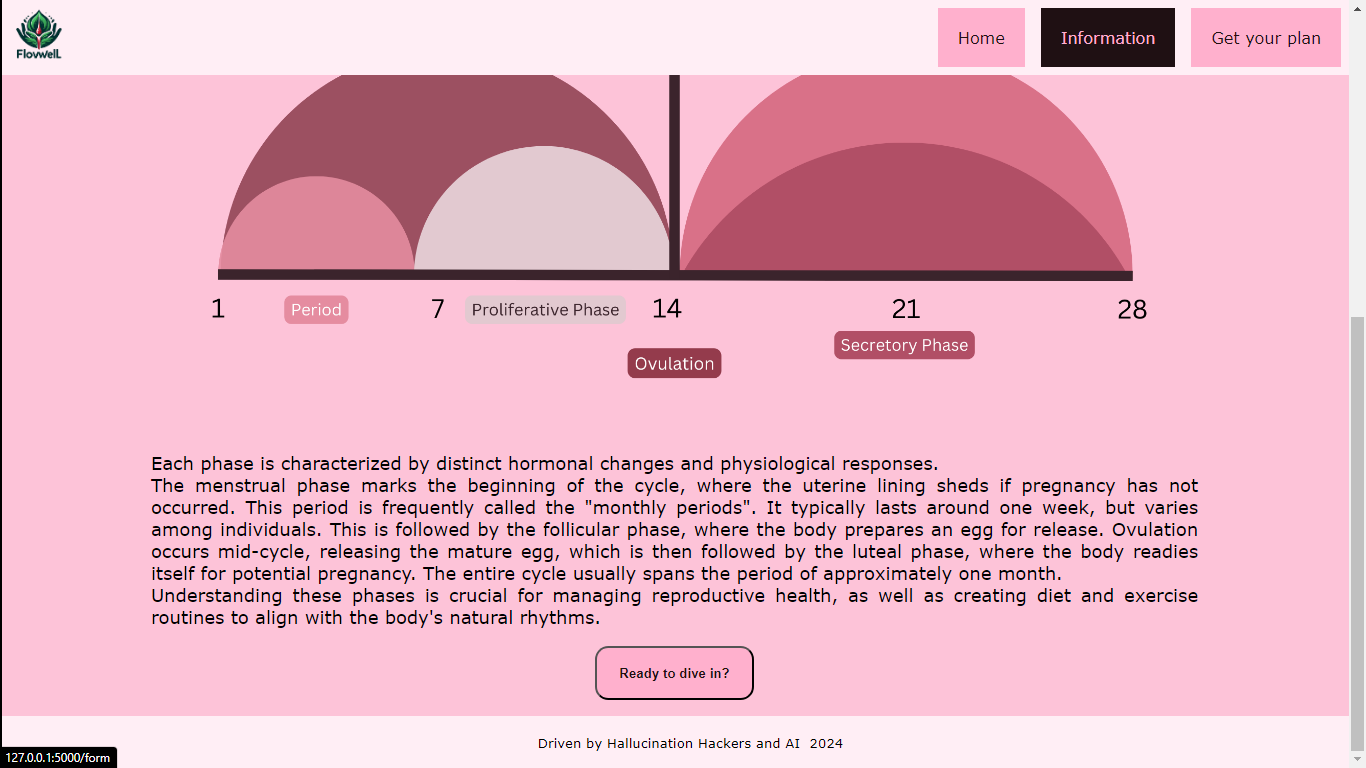 FlowwelL
Home
Information
Get your plan
1
Period
7
Proliferative Phase
14
21
28
Secretory Phase
Ovulation
Each phase is characterized by distinct hormonal changes and physiological responses.
The menstrual phase marks the beginning of the cycle, where the uterine lining sheds if pregnancy has not
occurred. This period is frequently called the "monthly periods". It typically lasts around one week, but varies
among individuals. This is followed by the follicular phase, where the body prepares an egg for release. Ovulation
occurs mid-cycle, releasing the mature egg, which is then followed by the luteal phase, where the body readies
itself for potential pregnancy. The entire cycle usually spans the period of approximately one month.
Understanding these phases is crucial for managing reproductive health, as well as creating diet and exercise
routines to align with the body's natural rhythms.
Ready to dive in?
Driven by Hallucination Hackers and AI 2024
127.0.0.1:5000/form